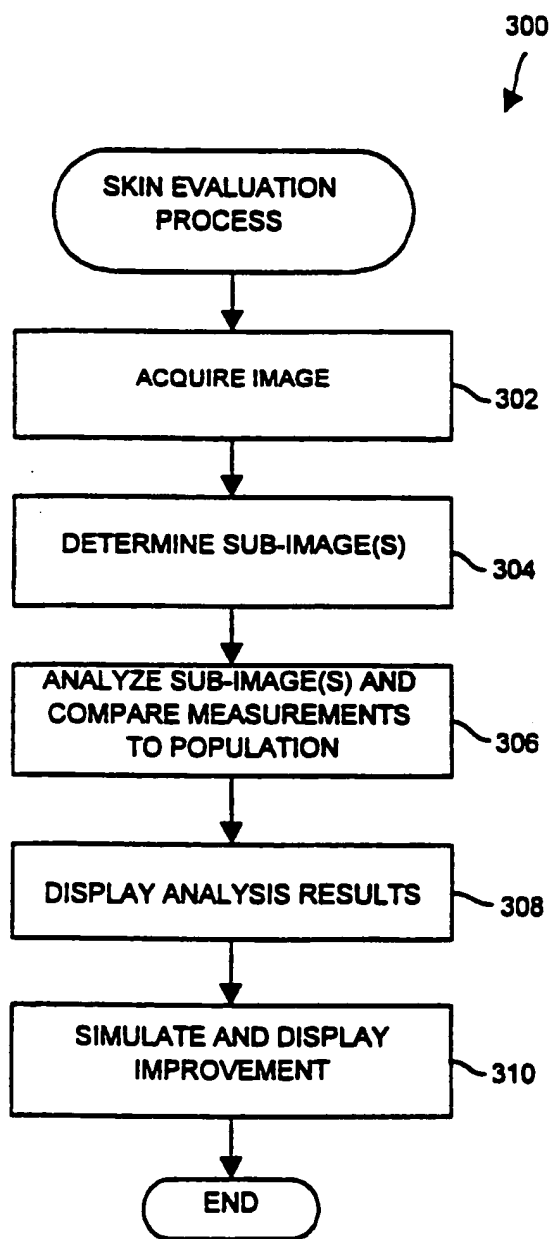 300
SKIN EVALUATION
PROCESS
ACQUIRE IMAGE
302
DETERMINE SUB-IMAGE(S)
304
ANALYZE SUB-IMAGE(S) AND
COMPARE MEASUREMENTS
TO POPULATION
306
DISPLAY ANALYSIS RESULTS
308
SIMULATE AND DISPLAY
IMPROVEMENT
310
END